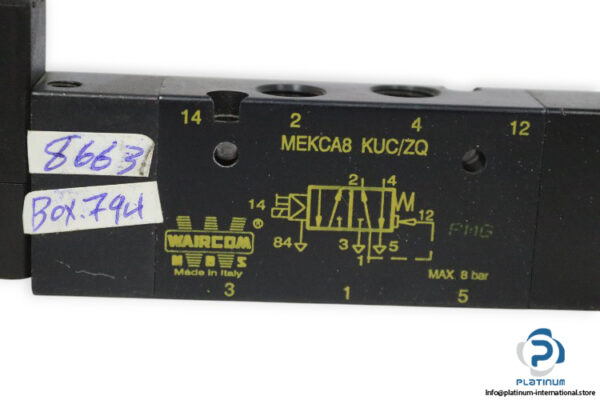 14 2 4 12
MEKCA8 KUC/ZQ
8663
Box.794
2 4
14 12
84 3 5
1
WAIRCOM ®
M B S
Made in Italy
PMG
MAX 8 bar
3 1 5
PLATINUM
Info@platinum-international.store